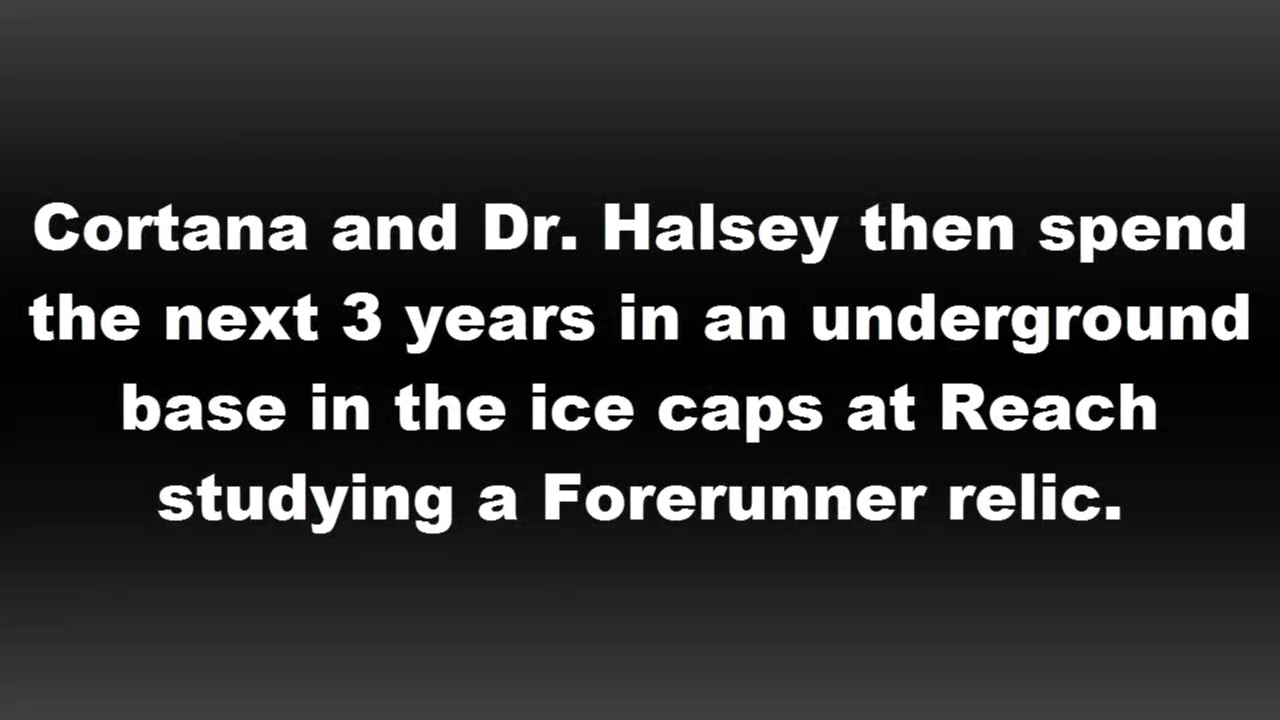 Cortana and Dr. Halsey then spend
the next 3 years in an underground
base in the ice caps at Reach
studying a Forerunner relic.